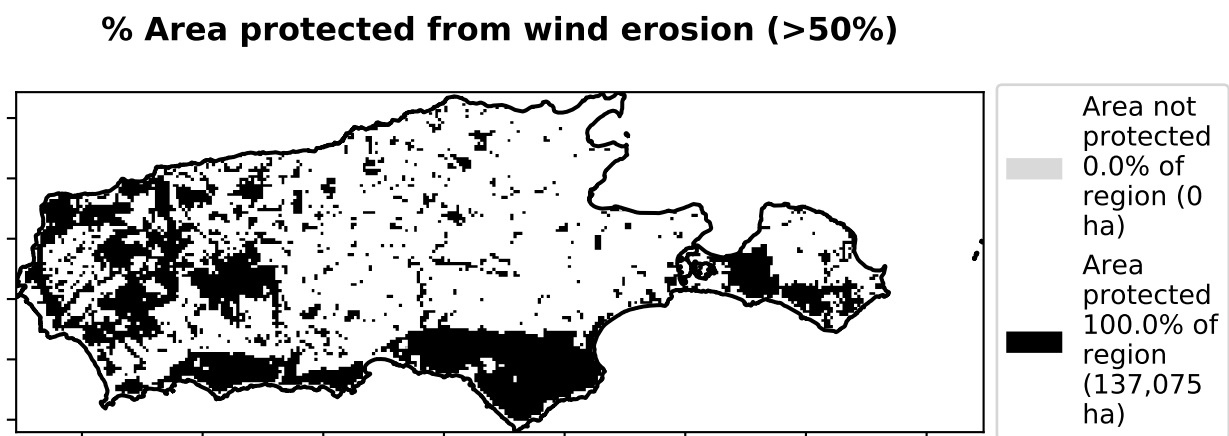 % Area protected from wind erosion (>50%)
Area not
protected
0.0% of
region (0
ha)
Area
protected
100.0% of
region
(137,075
ha)